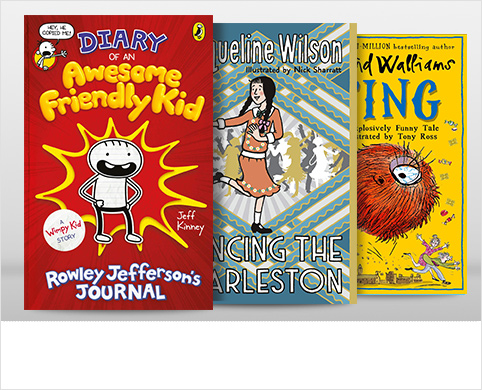 HEY, HE
COPIED ME!
DIARY
OF AN
Awesome
Friendly Kid
Jeff
Kinney
A
Wimpy Kid
STORY
Rowley Jefferson's
JOURNAL
queline Wilson
Illustrated by Nick Sharratt
NCING THE
ARLESTON
-MILLION bestselling author
id Walliams
ING
plosively Funny Tale
strated by Tony Ross